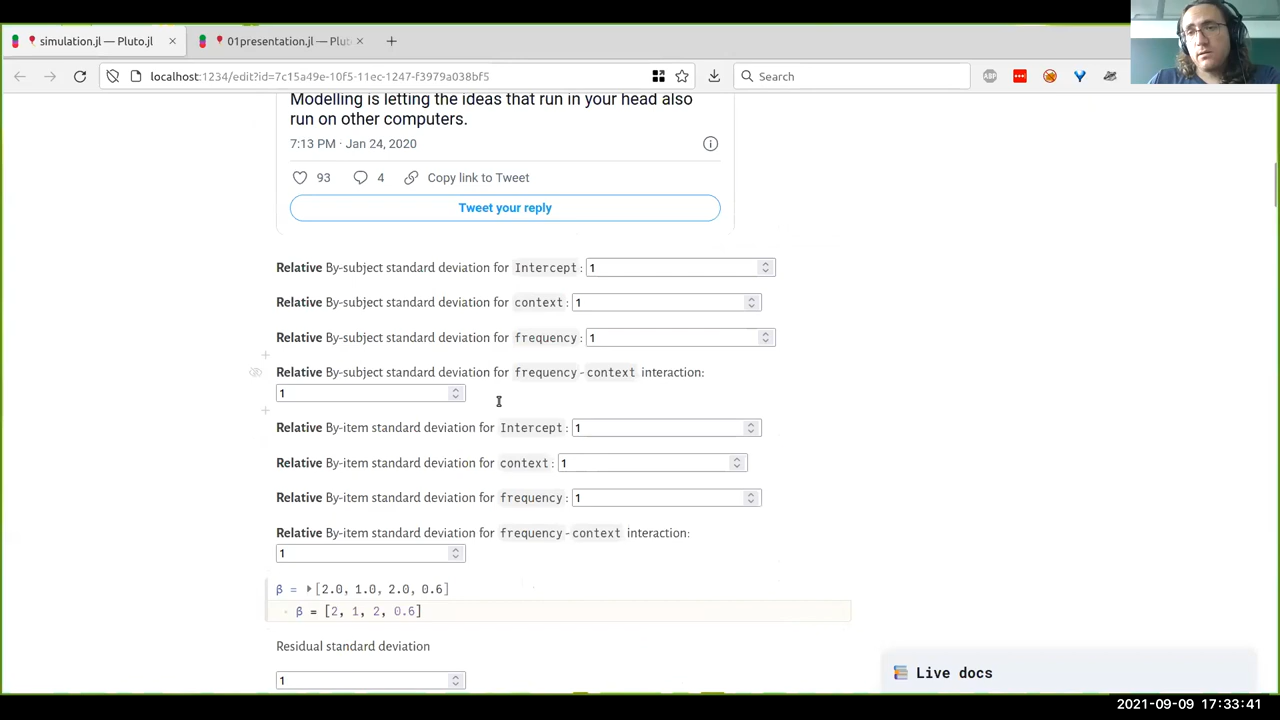 simulation.jl — Pluto.jl
01presentation.jl — Plut
localhost:1234/edit?id=7c15a49e-10f5-11ec-1247-f3979a038bf5
Search
ABP
Modelling is letting the ideas that run in your head also
run on other computers.
7:13 PM · Jan 24, 2020
93 4 Copy link to Tweet
Tweet your reply
Relative By-subject standard deviation for Intercept: 1
Relative By-subject standard deviation for context: 1
Relative By-subject standard deviation for frequency: 1
Relative By-subject standard deviation for frequency-context interaction:
1
Relative By-item standard deviation for Intercept: 1
Relative By-item standard deviation for context: 1
Relative By-item standard deviation for frequency: 1
Relative By-item standard deviation for frequency-context interaction:
1
β = [2.0, 1.0, 2.0, 0.6]
β = [2, 1, 2, 0.6]
Residual standard deviation
1
Live docs
2021-09-09 17:33:41